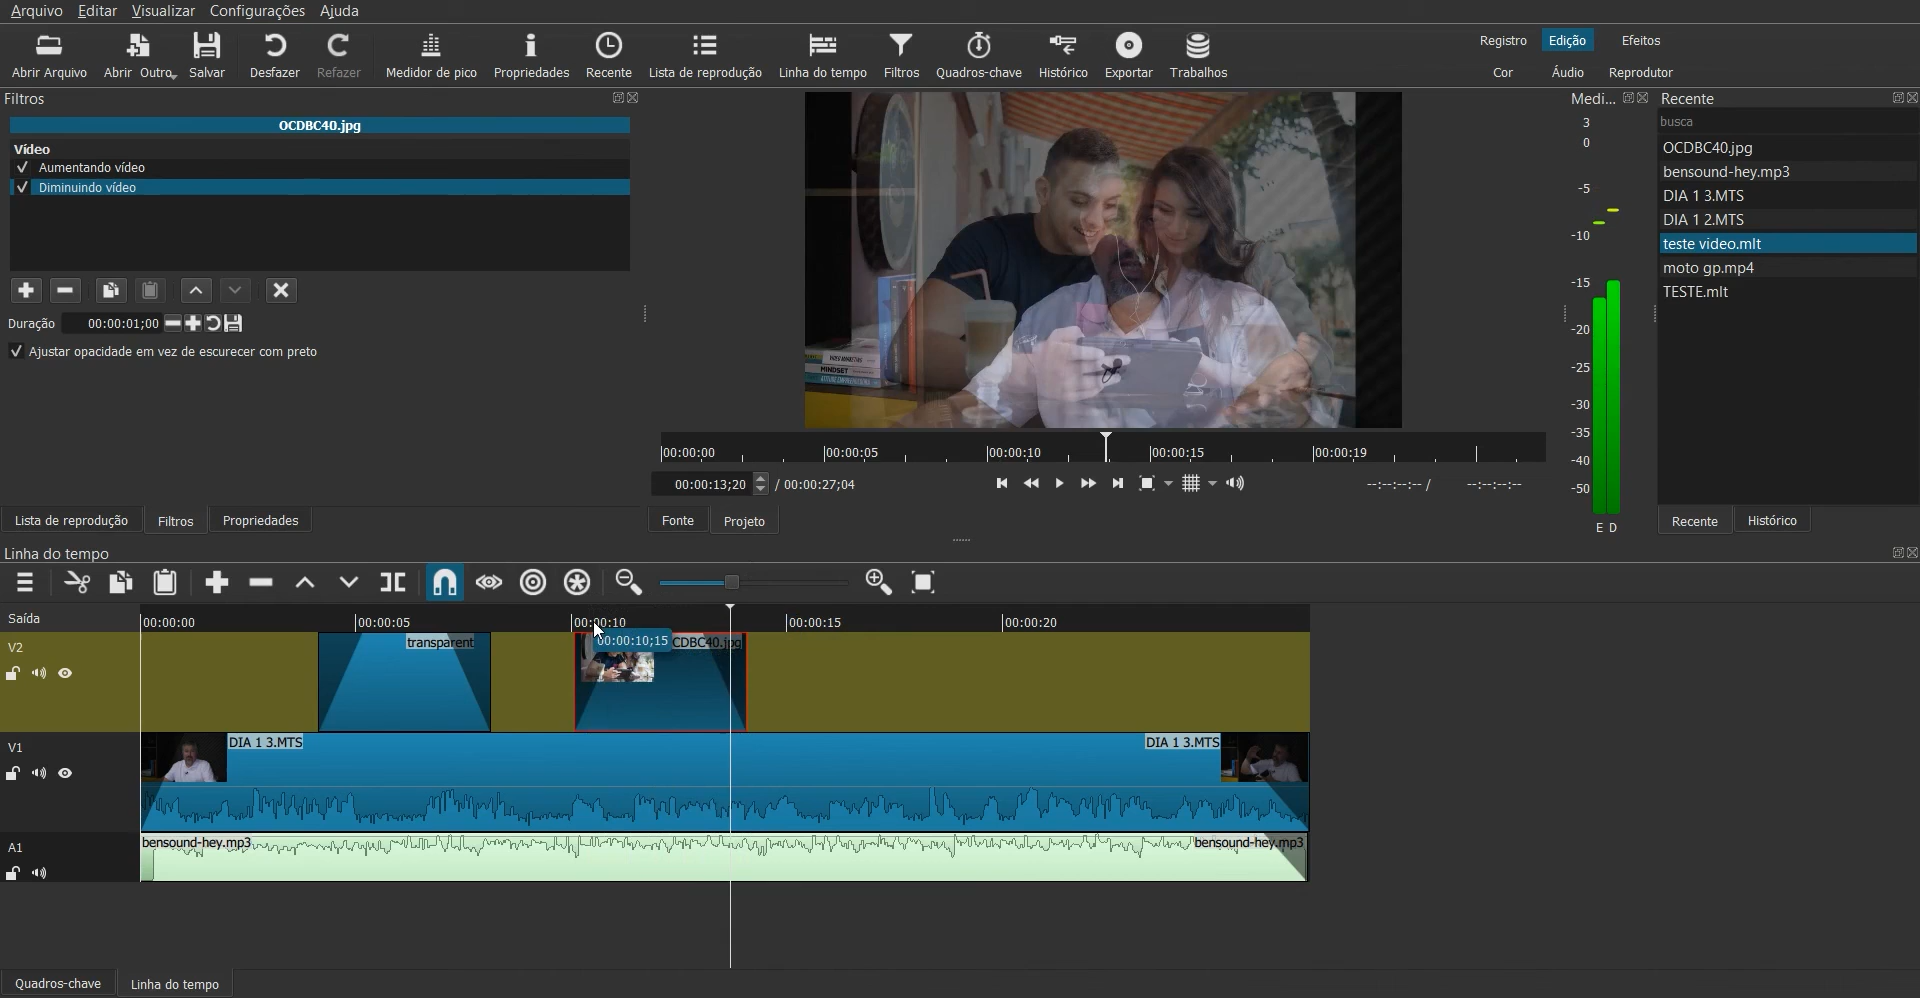 Arquivo Editar Visualizar Configurações Ajuda
Abrir Arquivo Abrir Outro Salvar Desfazer Refazer Medidor de pico Propriedades Recente Lista de reprodução Linha do tempo Filtros Quadros-chave Histórico Exportar Trabalhos
Registro Edição Efeitos
Cor Áudio Reprodutor
Filtros
OCDBC40.jpg
Vídeo
Aumentando vídeo
Diminuindo vídeo
Duração 00:00:01;00
Ajustar opacidade em vez de escurecer com preto
Lista de reprodução Filtros Propriedades
MINDSET
00:00:00 00:00:05 00:00:10 00:00:15 00:00:19
00:00:13;20 / 00:00:27;04 --:--:--:-- / --:--:--:--
Fonte Projeto
Medi...
3
0
-5
-10
-15
-20
-25
-30
-35
-40
-50
E D
Recente
busca
OCDBC40.jpg
bensound-hey.mp3
DIA 1 3.MTS
DIA 1 2.MTS
teste video.mlt
moto gp.mp4
TESTE.mlt
Recente Histórico
Linha do tempo
Saída
00:00:00 00:00:05 00:00:10 00:00:15 00:00:20
00:00:10;15
V2
transparent CDBC40.jpg
V1
DIA 1 3.MTS DIA 1 3.MTS
A1
bensound-hey.mp3 bensound-hey.mp3
Quadros-chave Linha do tempo